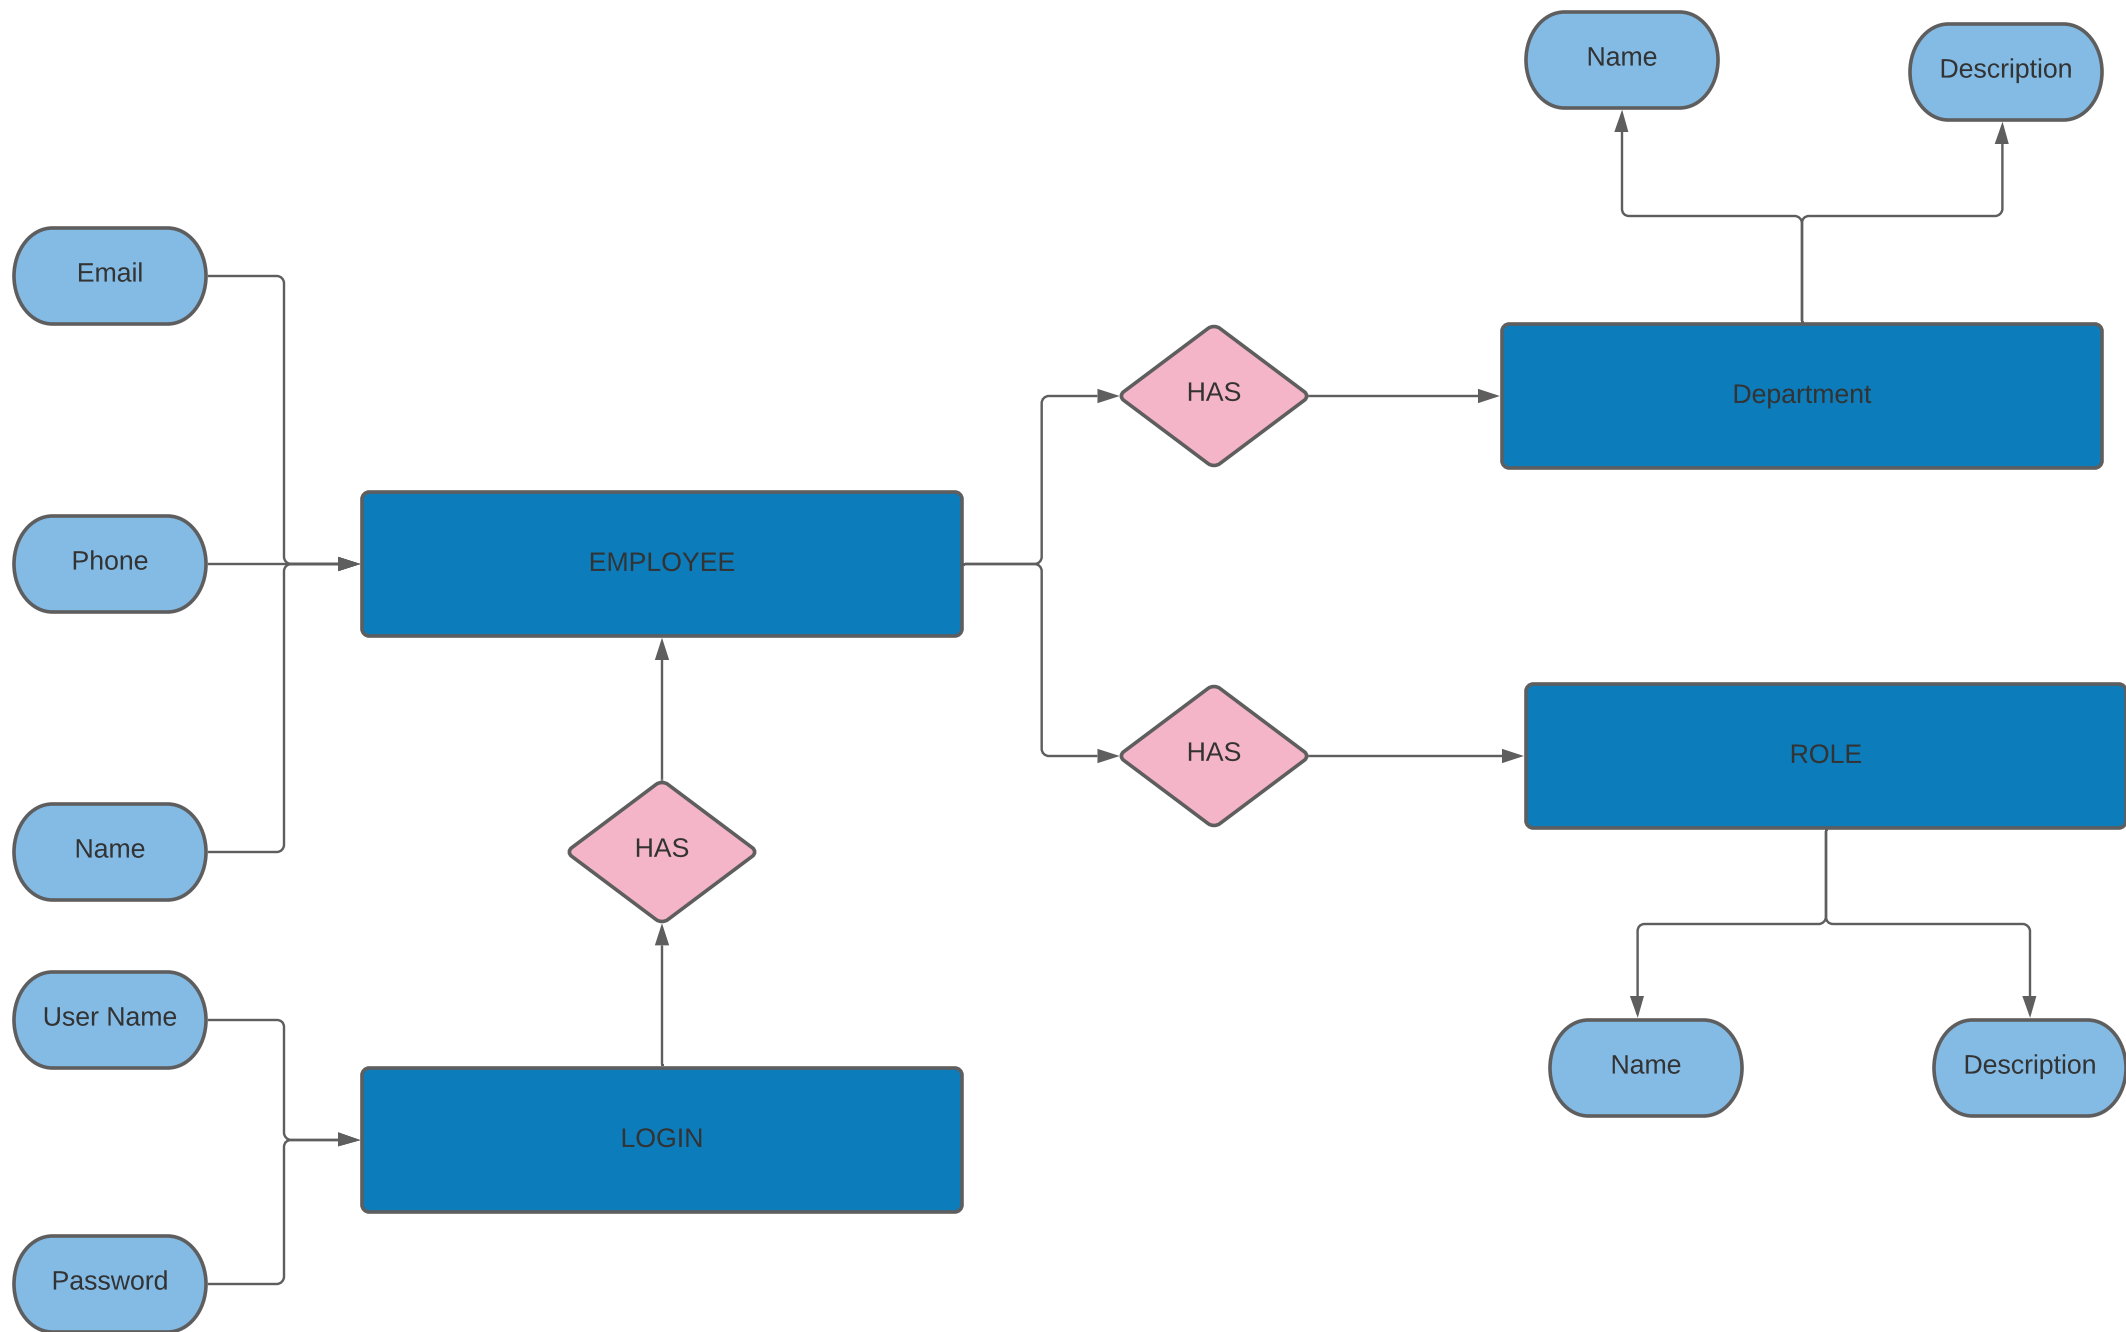 Name
Description
Email
HAS
Department
Phone
EMPLOYEE
HAS
ROLE
Name
HAS
User Name
Name
Description
LOGIN
Password